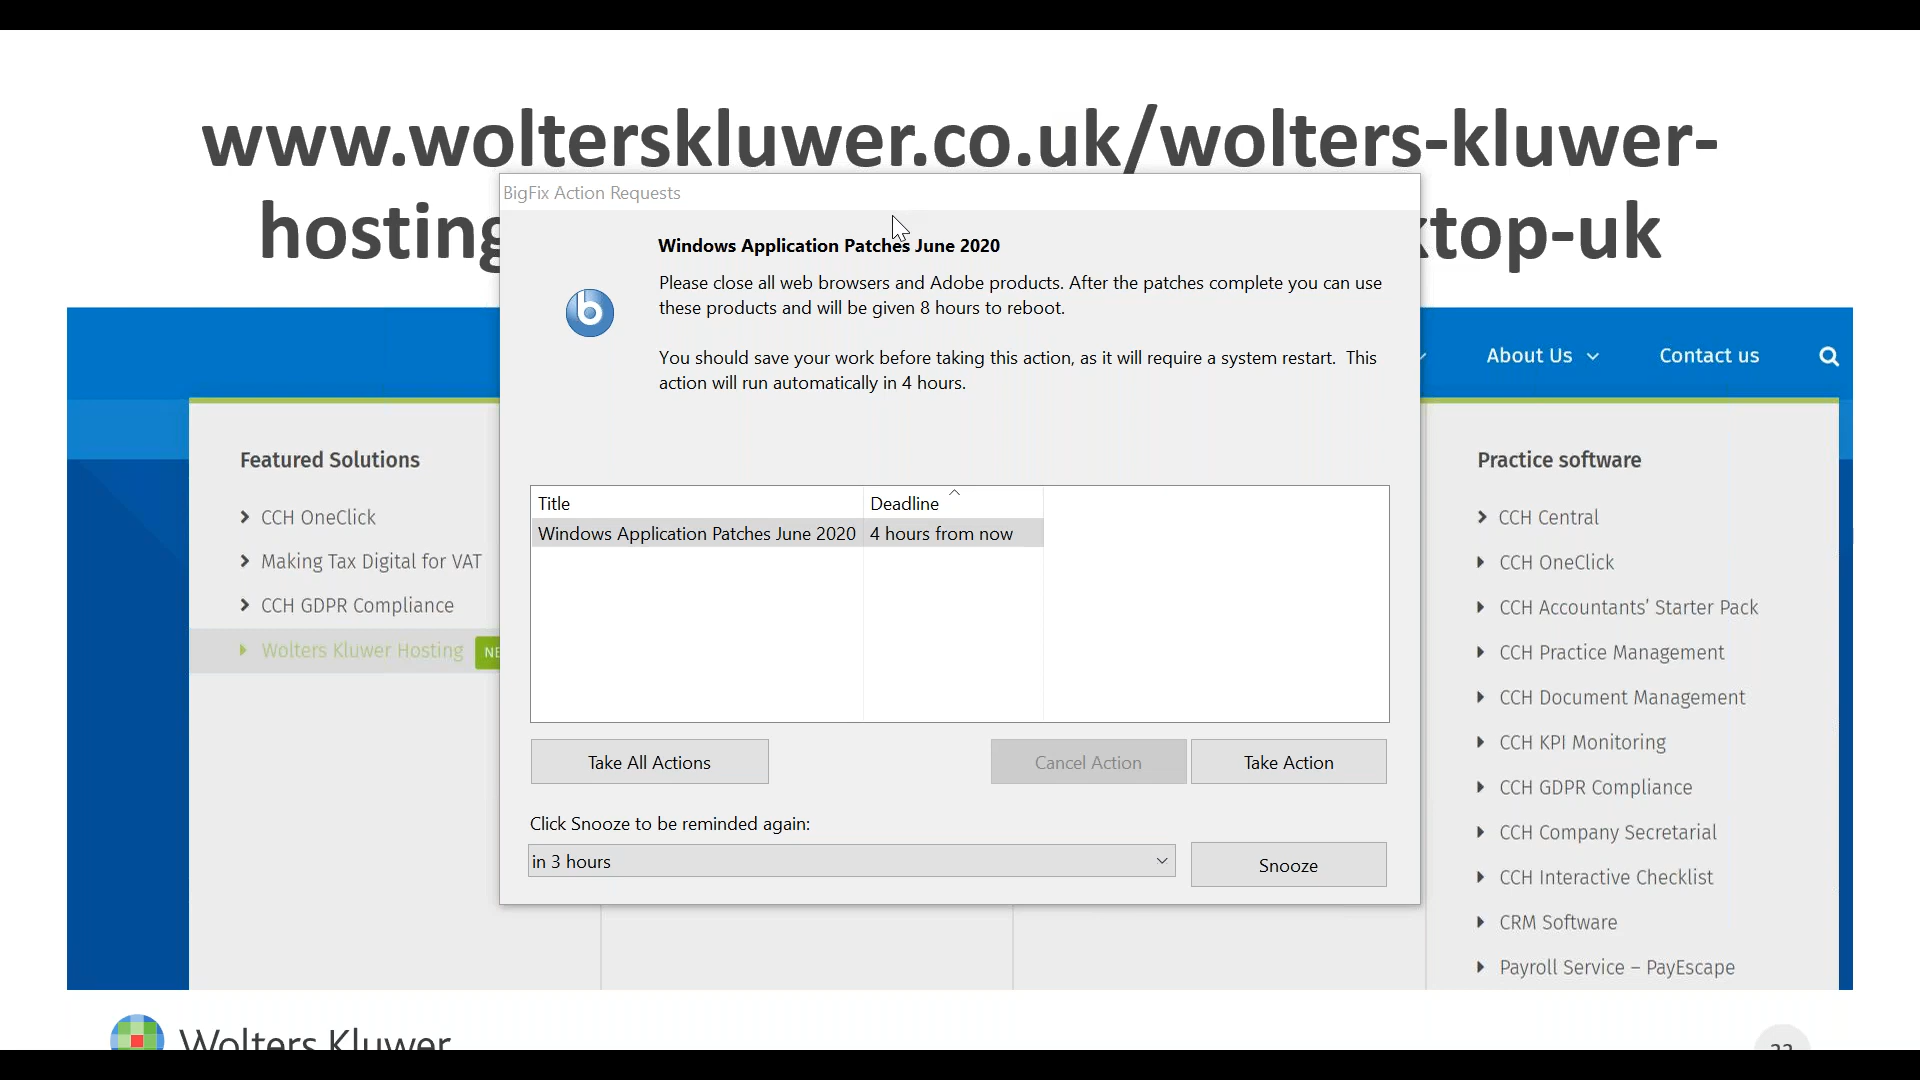 www.wolterskluwer.co.uk/wolters-kluwer-
hosting
top-uk
BigFix Action Requests
Windows Application Patches June 2020
Please close all web browsers and Adobe products. After the patches complete you can use
these products and will be given 8 hours to reboot.
You should save your work before taking this action, as it will require a system restart. This
action will run automatically in 4 hours.
Title Deadline
Windows Application Patches June 2020 4 hours from now
Take All Actions
Cancel Action
Take Action
Click Snooze to be reminded again:
in 3 hours
Snooze
About Us
Contact us
Featured Solutions
CCH OneClick
Making Tax Digital for VAT
CCH GDPR Compliance
Wolters Kluwer Hosting NE
Practice software
CCH Central
CCH OneClick
CCH Accountants’ Starter Pack
CCH Practice Management
CCH Document Management
CCH KPI Monitoring
CCH GDPR Compliance
CCH Company Secretarial
CCH Interactive Checklist
CRM Software
Payroll Service – PayEscape
Wolters Kluwer